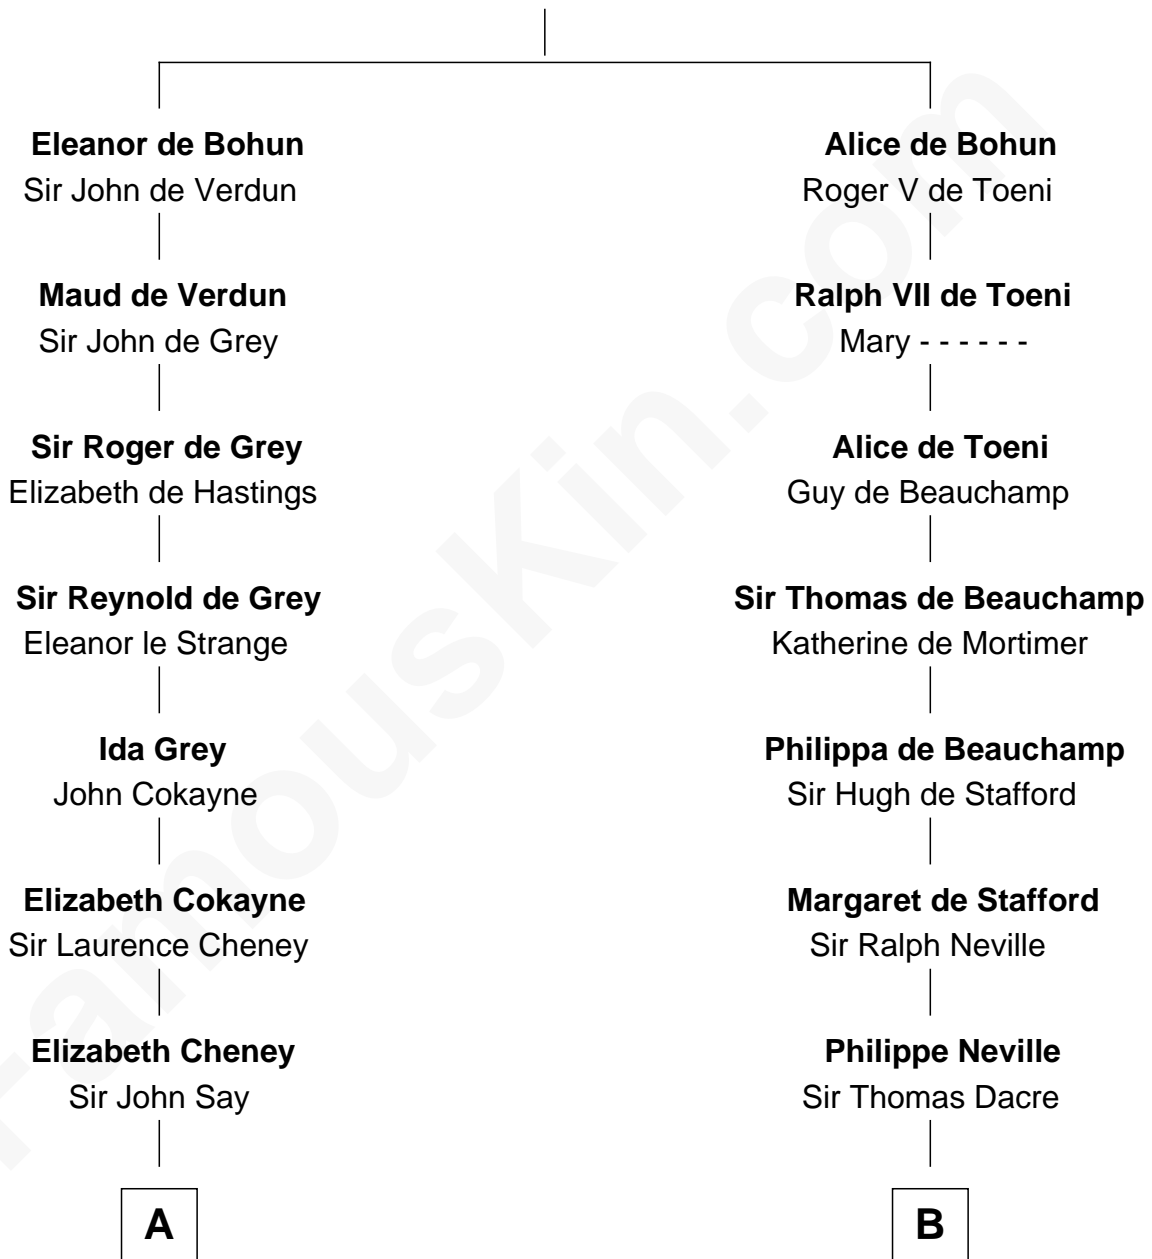 Eleanor de Bohun
Sir John de Verdun
Alice de Bohun
Roger V de Toeni
Maud de Verdun
Sir John de Grey
Ralph VII de Toeni
Mary - - - - - -
Sir Roger de Grey
Elizabeth de Hastings
Alice de Toeni
Guy de Beauchamp
Sir Reynold de Grey
Eleanor le Strange
Sir Thomas de Beauchamp
Katherine de Mortimer
Ida Grey
John Cokayne
Philippa de Beauchamp
Sir Hugh de Stafford
Elizabeth Cokayne
Sir Laurence Cheney
Margaret de Stafford
Sir Ralph Neville
Elizabeth Cheney
Sir John Say
Philippe Neville
Sir Thomas Dacre
A
B
FamousKin.com